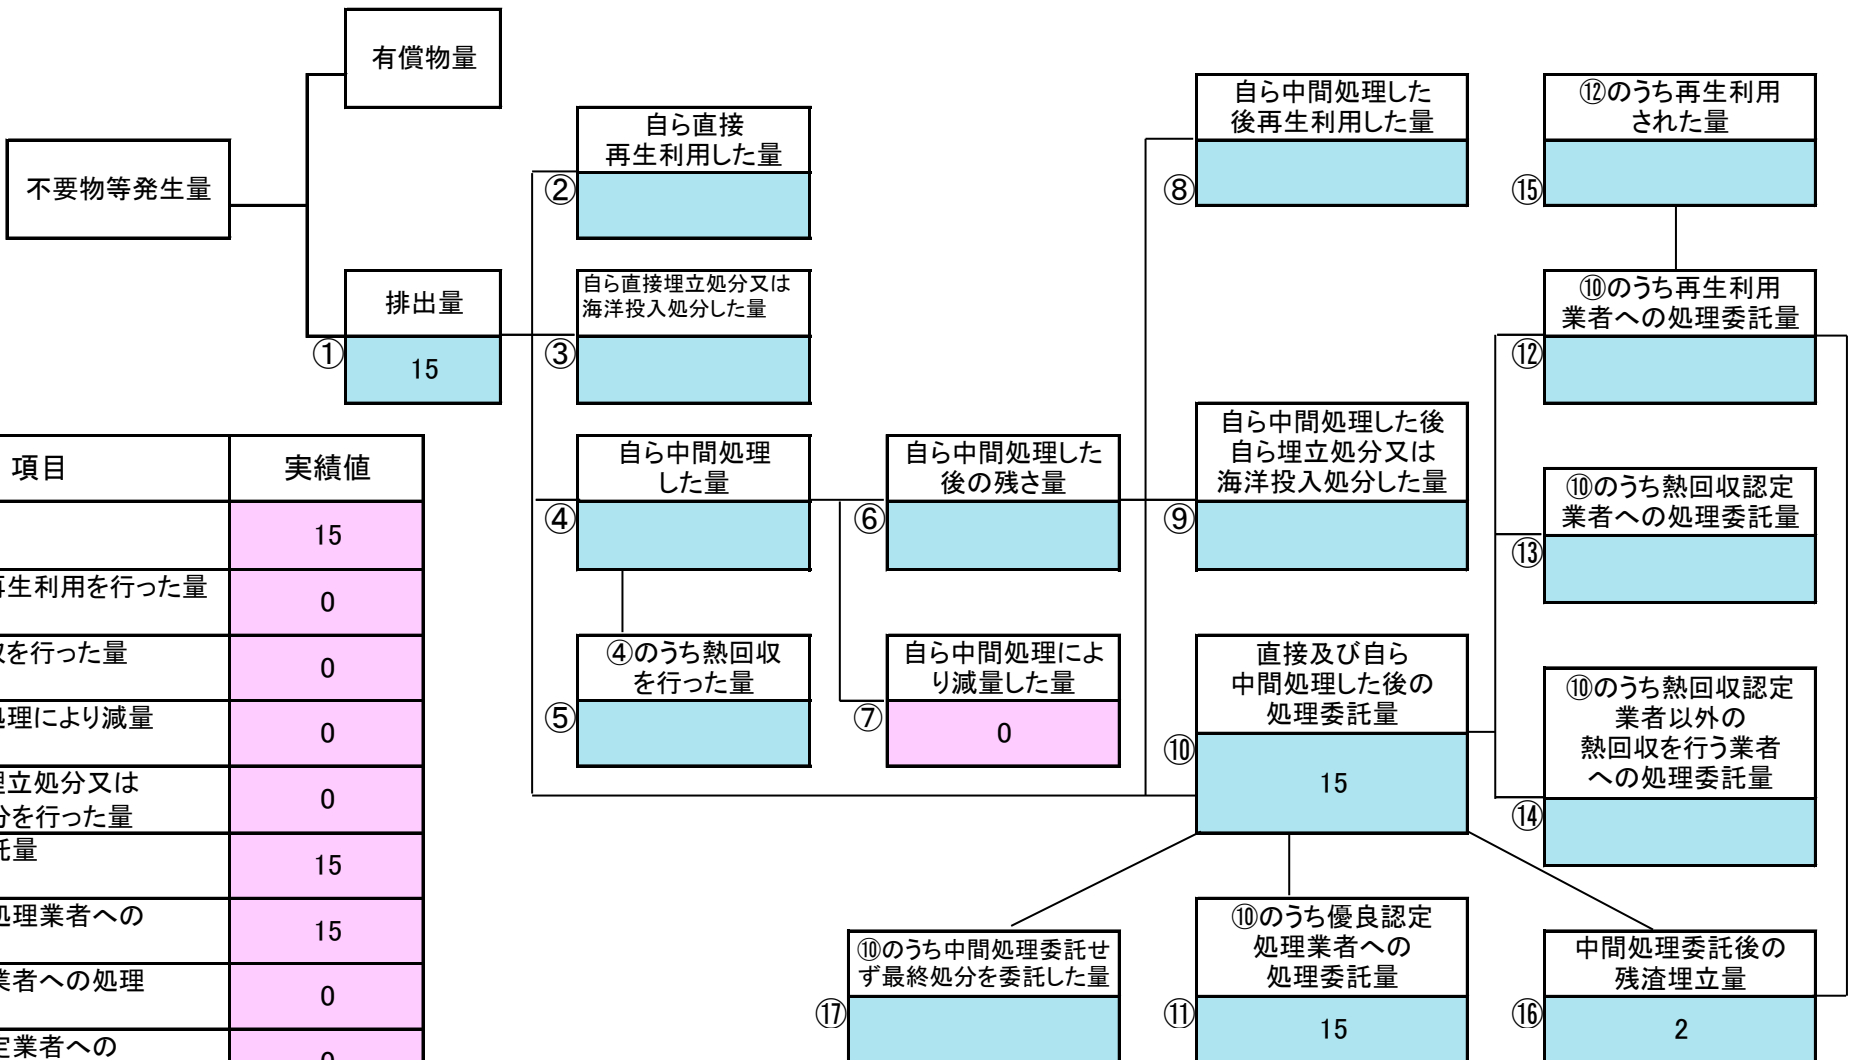 有償物量
不要物等発生量
排出量
①
15
自ら直接
再生利用した量
②
自ら直接埋立処分又は
海洋投入処分した量
③
自ら中間処理
した量
④
④のうち熱回収
を行った量
⑤
自ら中間処理した
後の残さ量
⑥
自ら中間処理によ
り減量した量
⑦
0
自ら中間処理した
後再生利用した量
⑧
自ら中間処理した後
自ら埋立処分又は
海洋投入処分した量
⑨
直接及び自ら
中間処理した後の
処理委託量
⑩
15
⑫のうち再生利用
された量
⑮
⑩のうち再生利用
業者への処理委託量
⑫
⑩のうち熱回収認定
業者への処理委託量
⑬
⑩のうち熱回収認定
業者以外の
熱回収を行う業者
への処理委託量
⑭
⑩のうち中間処理委託せ
ず最終処分を委託した量
⑰
⑩のうち優良認定
処理業者への
処理委託量
⑪
15
中間処理委託後の
残渣埋立量
⑯
2
項目 実績値
15
生利用を行った量
0
を行った量
0
理により減量
0
立処分又は
を行った量
0
託量
15
処理業者への
15
業者への処理
0
業者への